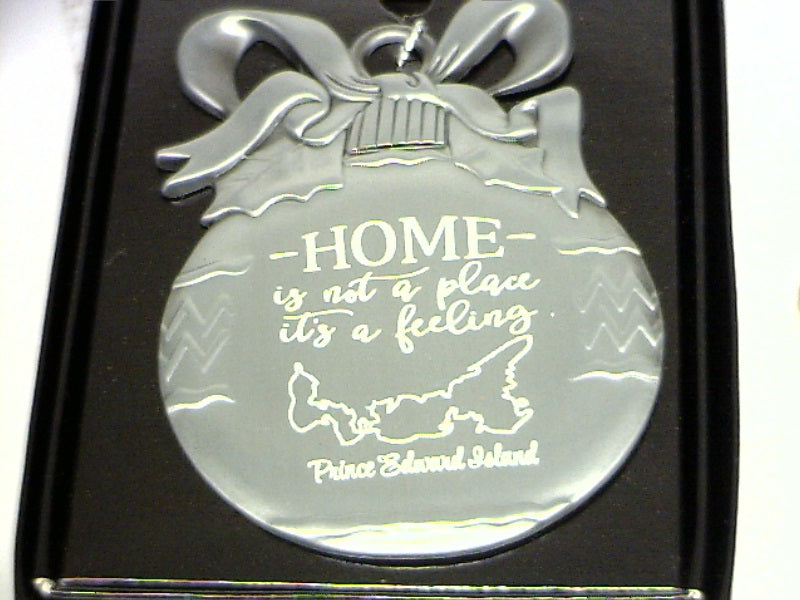 -HOME-
is not a place
it's a feeling
Prince Edward Island